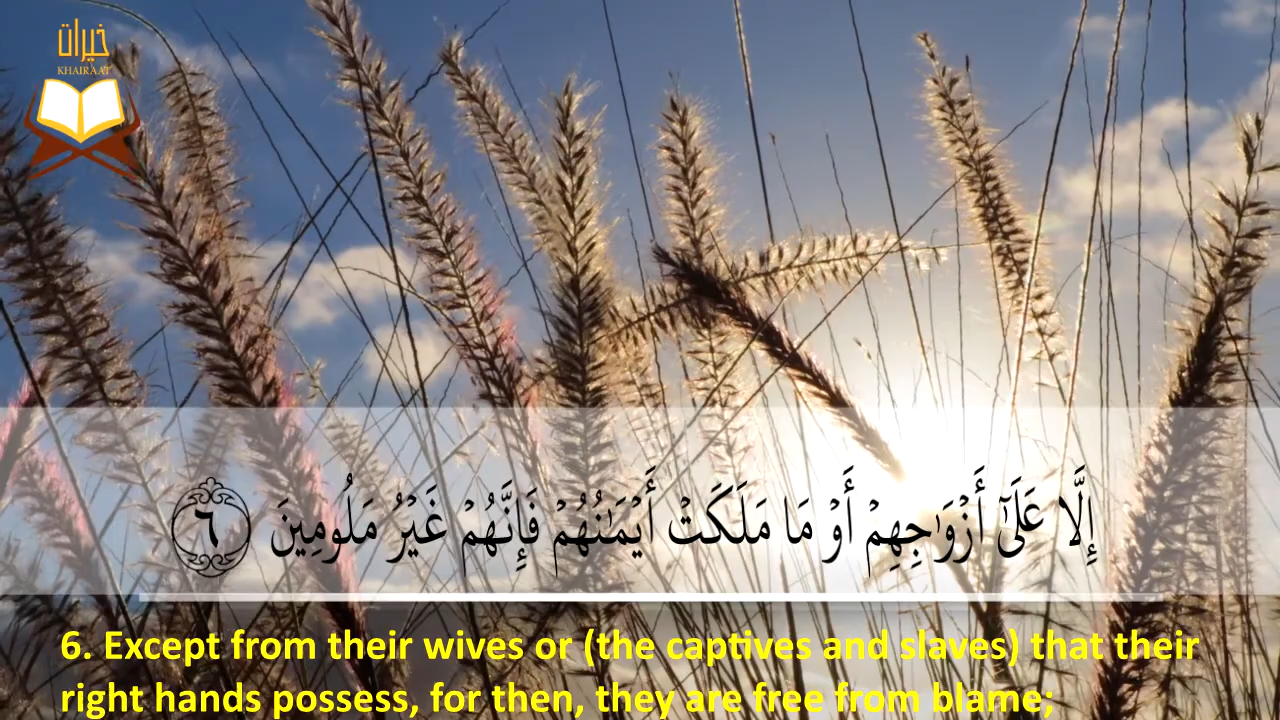 خيرات
KHAIRAAT
إِلَّا عَلَىٰٓ أَزْوَٰجِهِمْ أَوْ مَا مَلَكَتْ أَيْمَـٰنُهُمْ فَإِنَّهُمْ غَيْرُ مَلُومِينَ ٦
6. Except from their wives or (the captives and slaves) that their
right hands possess, for then, they are free from blame;